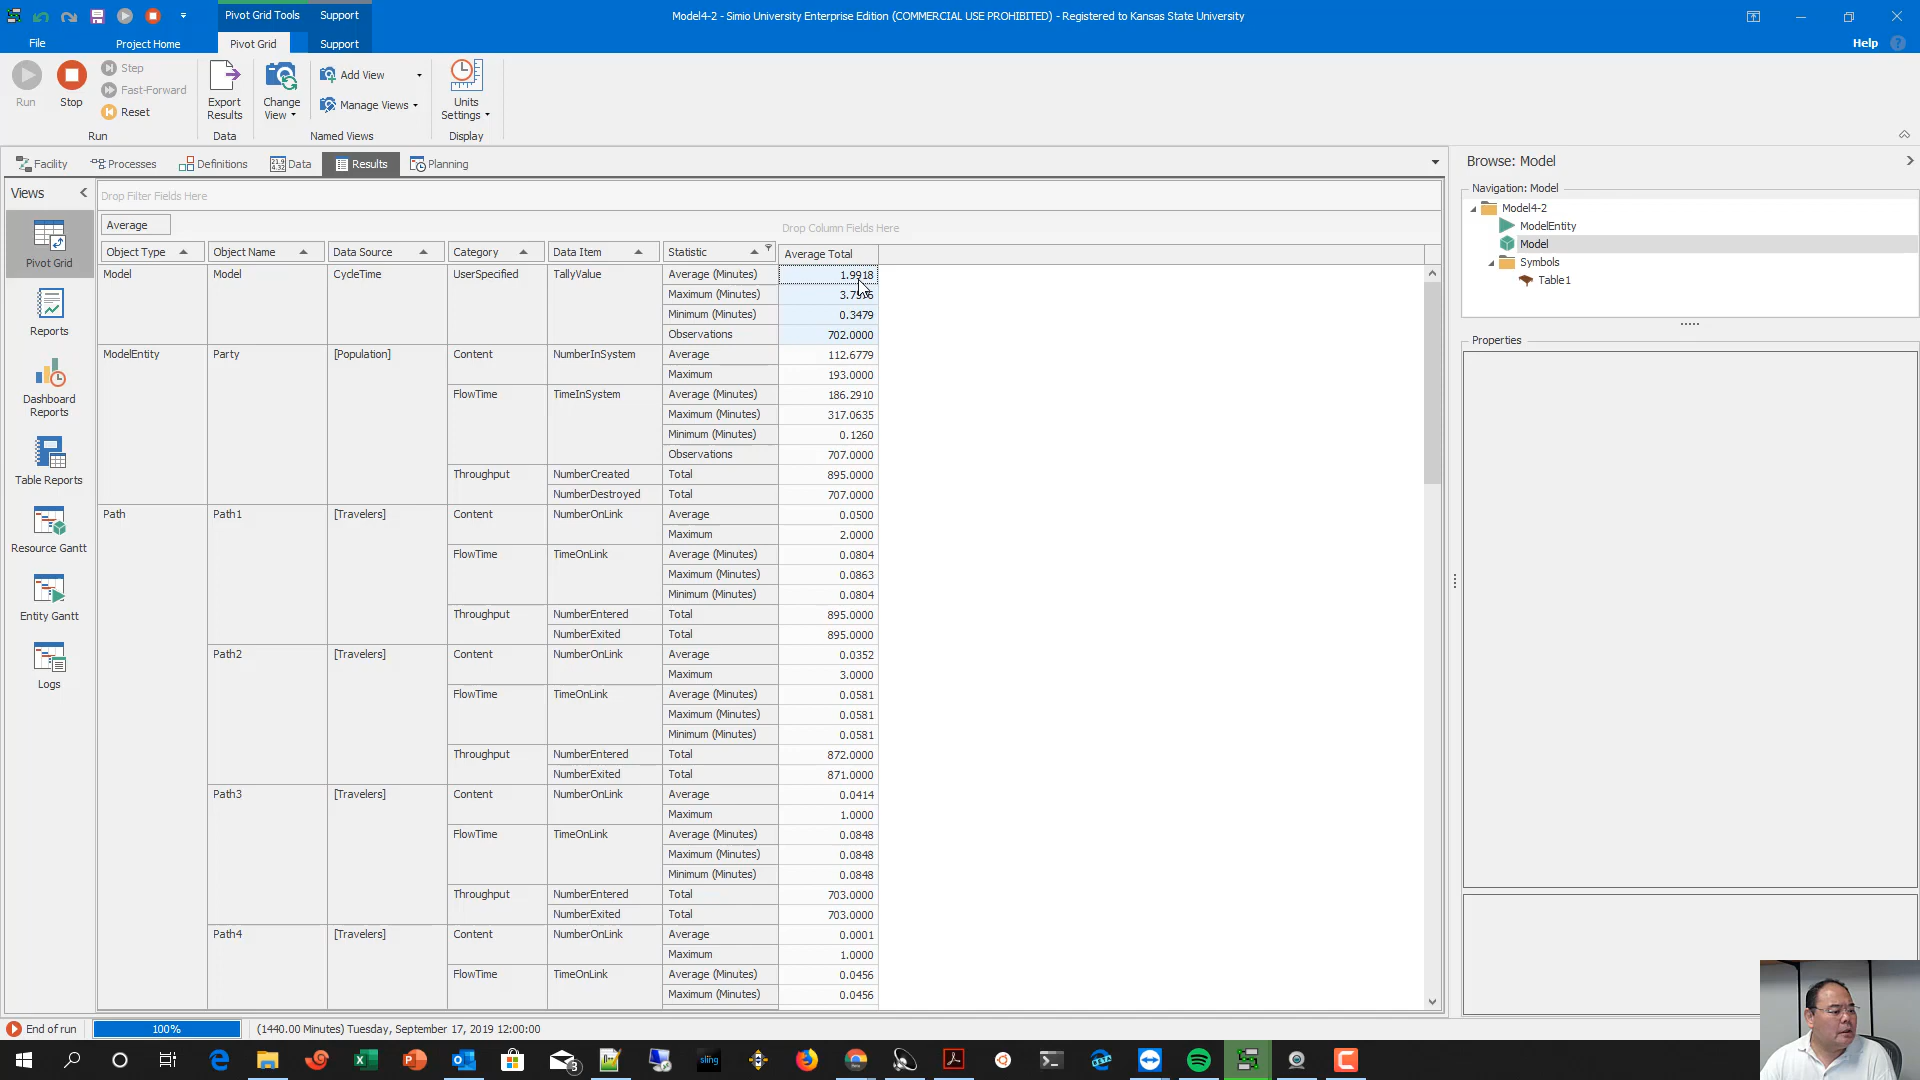 Pivot Grid Tools Support
Model4-2 - Simio University Enterprise Edition (COMMERCIAL USE PROHIBITED) - Registered to Kansas State University
File Project Home Pivot Grid Support Help
Run
Stop
Step
Fast-Forward
Reset
Run
Export Results
Data
Change View
Add View
Manage Views
Named Views
Units Settings
Display
Facility Processes Definitions Data Results Planning
Views
Pivot Grid
Reports
Dashboard Reports
Table Reports
Resource Gantt
Entity Gantt
Logs
Drop Filter Fields Here
Average
Drop Column Fields Here
Object Type Object Name Data Source Category Data Item Statistic Average Total
Model Model CycleTime UserSpecified TallyValue Average (Minutes) 1.9918
Maximum (Minutes)
Minimum (Minutes) 0.3479
Observations 702.0000
ModelEntity Party [Population] Content NumberInSystem Average 112.6779
Maximum 193.0000
FlowTime TimeInSystem Average (Minutes) 186.2910
Maximum (Minutes) 317.0635
Minimum (Minutes) 0.1260
Observations 707.0000
Throughput NumberCreated Total 895.0000
NumberDestroyed Total 707.0000
Path Path1 [Travelers] Content NumberOnLink Average 0.0500
Maximum 2.0000
FlowTime TimeOnLink Average (Minutes) 0.0804
Maximum (Minutes) 0.0863
Minimum (Minutes) 0.0804
Throughput NumberEntered Total 895.0000
NumberExited Total 895.0000
Path2 [Travelers] Content NumberOnLink Average 0.0352
Maximum 3.0000
FlowTime TimeOnLink Average (Minutes) 0.0581
Maximum (Minutes) 0.0581
Minimum (Minutes) 0.0581
Throughput NumberEntered Total 872.0000
NumberExited Total 871.0000
Path3 [Travelers] Content NumberOnLink Average 0.0414
Maximum 1.0000
FlowTime TimeOnLink Average (Minutes) 0.0848
Maximum (Minutes) 0.0848
Minimum (Minutes) 0.0848
Throughput NumberEntered Total 703.0000
NumberExited Total 703.0000
Path4 [Travelers] Content NumberOnLink Average 0.0001
Maximum 1.0000
FlowTime TimeOnLink Average (Minutes) 0.0456
Maximum (Minutes) 0.0456
Browse: Model
Navigation: Model
Model4-2
ModelEntity
Model
Symbols
Table1
Properties
End of run 100% (1440.00 Minutes) Tuesday, September 17, 2019 12:00:00
sling
BETA
3